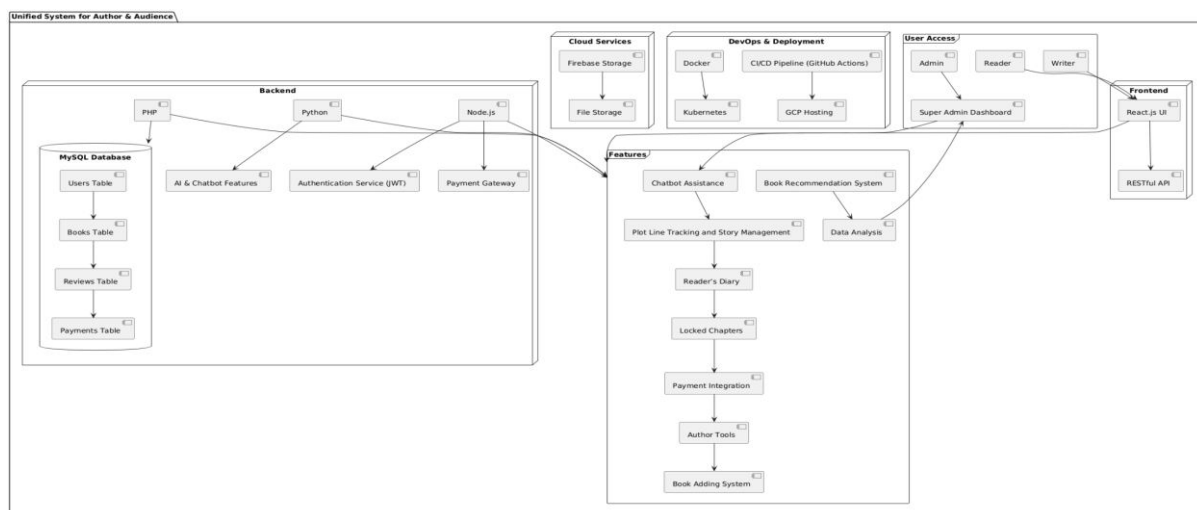 Unified System for Author & Audience
Cloud Services
Firebase Storage
File Storage
DevOps & Deployment
Docker
CI/CD Pipeline (GitHub Actions)
Kubernetes
GCP Hosting
User Access
Admin
Reader
Writer
Super Admin Dashboard
Frontend
React.js UI
RESTful API
Backend
PHP
Python
Node.js
MySQL Database
Users Table
Books Table
Reviews Table
Payments Table
AI & Chatbot Features
Authentication Service (JWT)
Payment Gateway
Features
Chatbot Assistance
Book Recommendation System
Plot Line Tracking and Story Management
Data Analysis
Reader's Diary
Locked Chapters
Payment Integration
Author Tools
Book Adding System